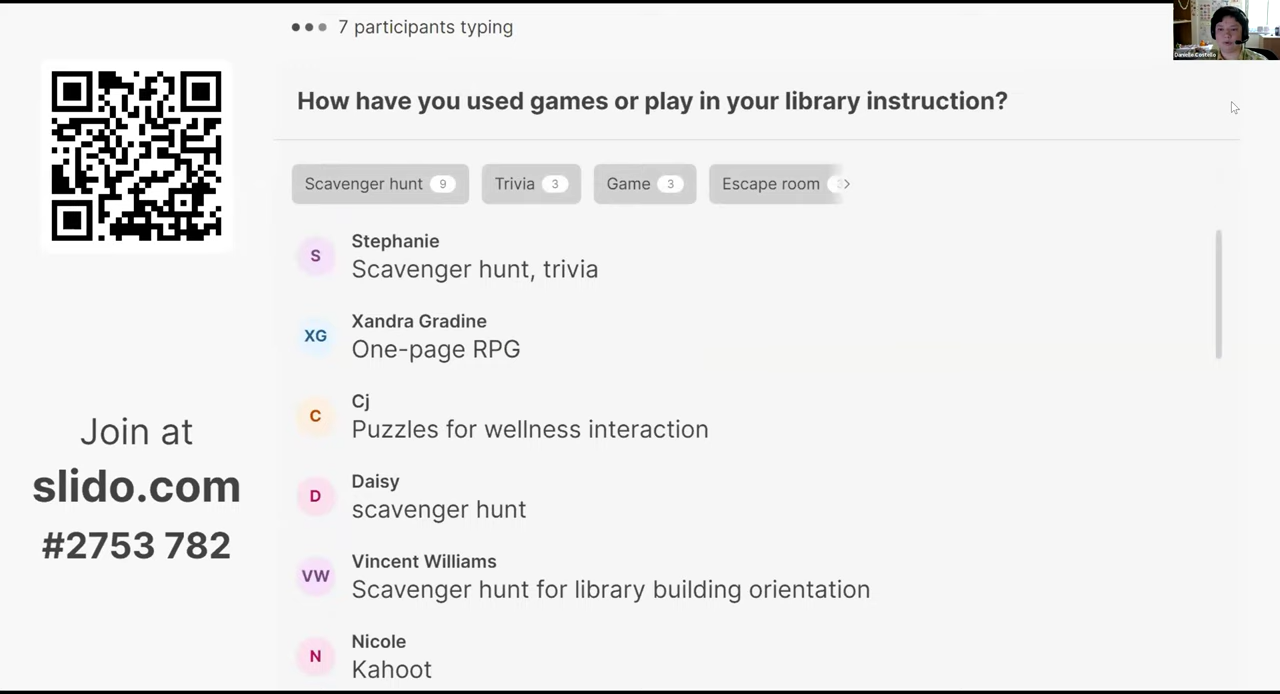 7 participants typing
Danielle Costello
How have you used games or play in your library instruction?
Scavenger hunt 9
Trivia 3
Game 3
Escape room
S
Stephanie
Scavenger hunt, trivia
XG
Xandra Gradine
One-page RPG
C
Cj
Puzzles for wellness interaction
D
Daisy
scavenger hunt
VW
Vincent Williams
Scavenger hunt for library building orientation
N
Nicole
Kahoot
Join at
slido.com
#2753 782